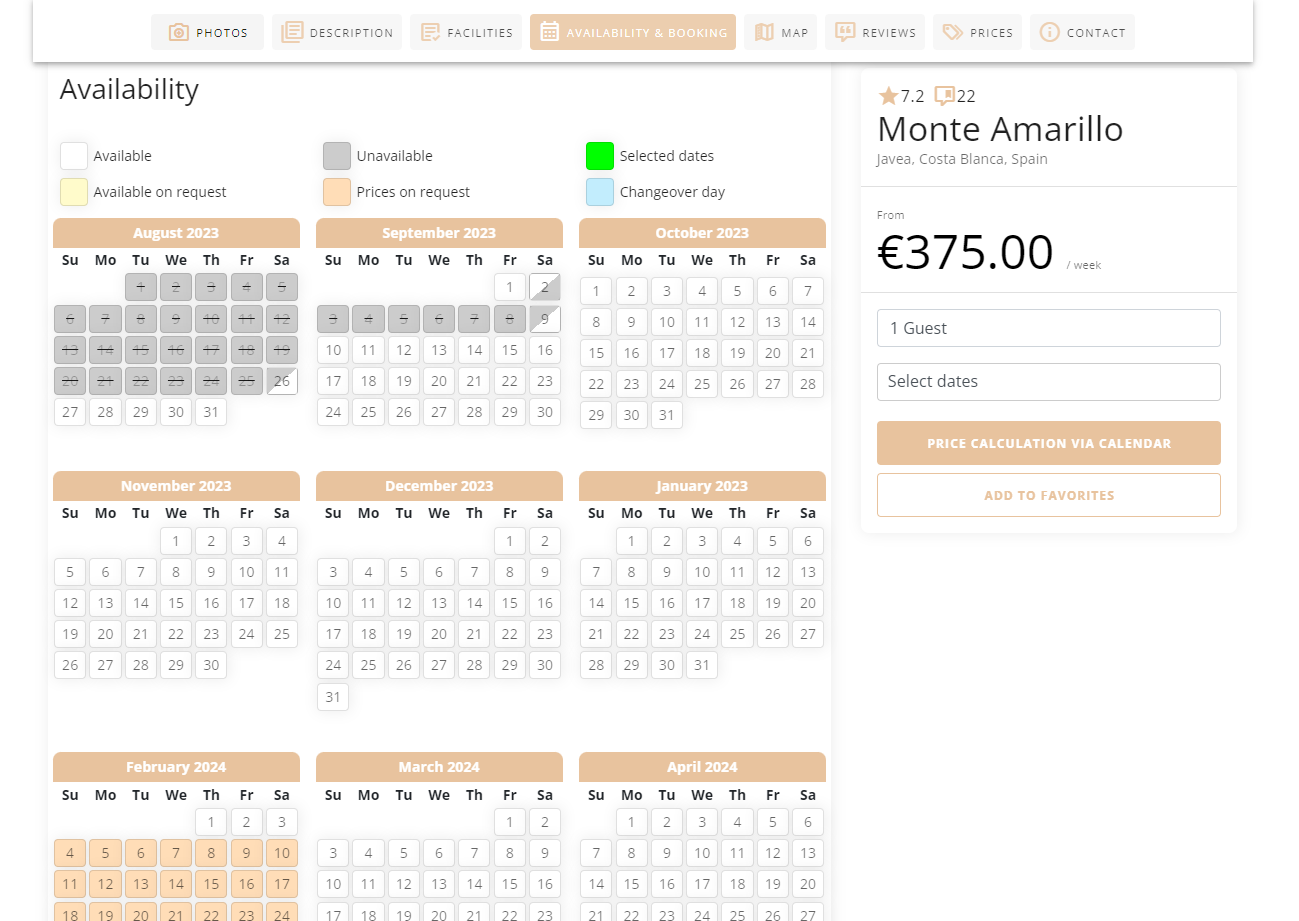 PHOTOS DESCRIPTION FACILITIES AVAILABILITY & BOOKING MAP REVIEWS PRICES CONTACT
Availability
Available Unavailable Selected dates
Available on request Prices on request Changeover day
August 2023
Su Mo Tu We Th Fr Sa
1 2 3 4 5
6 7 8 9 10 11 12
13 14 15 16 17 18 19
20 21 22 23 24 25 26
27 28 29 30 31
September 2023
Su Mo Tu We Th Fr Sa
1 2
3 4 5 6 7 8 9
10 11 12 13 14 15 16
17 18 19 20 21 22 23
24 25 26 27 28 29 30
October 2023
Su Mo Tu We Th Fr Sa
1 2 3 4 5 6 7
8 9 10 11 12 13 14
15 16 17 18 19 20 21
22 23 24 25 26 27 28
29 30 31
November 2023
Su Mo Tu We Th Fr Sa
1 2 3 4
5 6 7 8 9 10 11
12 13 14 15 16 17 18
19 20 21 22 23 24 25
26 27 28 29 30
December 2023
Su Mo Tu We Th Fr Sa
1 2
3 4 5 6 7 8 9
10 11 12 13 14 15 16
17 18 19 20 21 22 23
24 25 26 27 28 29 30
31
January 2023
Su Mo Tu We Th Fr Sa
1 2 3 4 5 6
7 8 9 10 11 12 13
14 15 16 17 18 19 20
21 22 23 24 25 26 27
28 29 30 31
February 2024
Su Mo Tu We Th Fr Sa
1 2 3
4 5 6 7 8 9 10
11 12 13 14 15 16 17
18 19 20 21 22 23 24
March 2024
Su Mo Tu We Th Fr Sa
1 2
3 4 5 6 7 8 9
10 11 12 13 14 15 16
17 18 19 20 21 22 23
April 2024
Su Mo Tu We Th Fr Sa
1 2 3 4 5 6
7 8 9 10 11 12 13
14 15 16 17 18 19 20
21 22 23 24 25 26 27
7.2 22
Monte Amarillo
Javea, Costa Blanca, Spain
From
€375.00 / week
1 Guest
Select dates
PRICE CALCULATION VIA CALENDAR
ADD TO FAVORITES